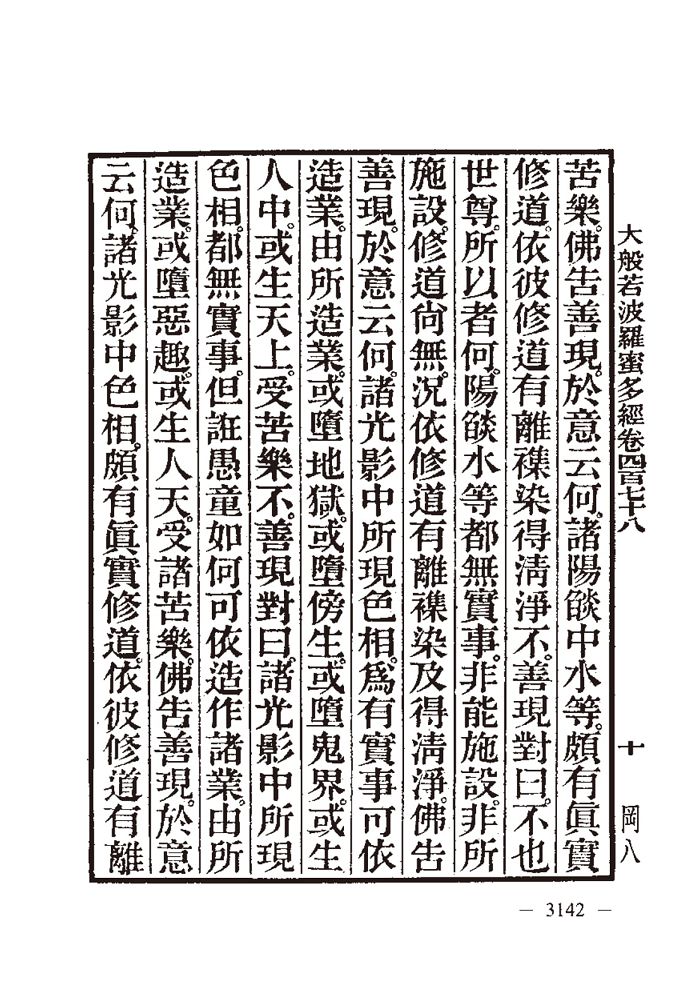 大般若波羅蜜多經卷四百七十八　十　岡八
苦樂。佛告善現。於意云何。諸陽𦦨中水等。頗有眞實
修道。依彼修道有離襍染得淸淨不。善現對曰。不也
世尊。所以者何。陽𦦨水等都無實事。非能施設。非所
施設。修道尙無。況依修道有離襍染及得淸淨。佛告
善現。於意云何。諸光影中所現色相。爲有實事可依
造業。由所造業。或墮地獄。或墮傍生。或墮鬼界。或生
人中。或生天上。受苦樂不。善現對曰。諸光影中所現
色相。都無實事。但誑愚童如何可依造作諸業。由所
造業。或墮惡趣。或生人天。受諸苦樂。佛告善現。於意
云何。諸光影中色相。頗有眞實修道。依彼修道有離
— 3142 —